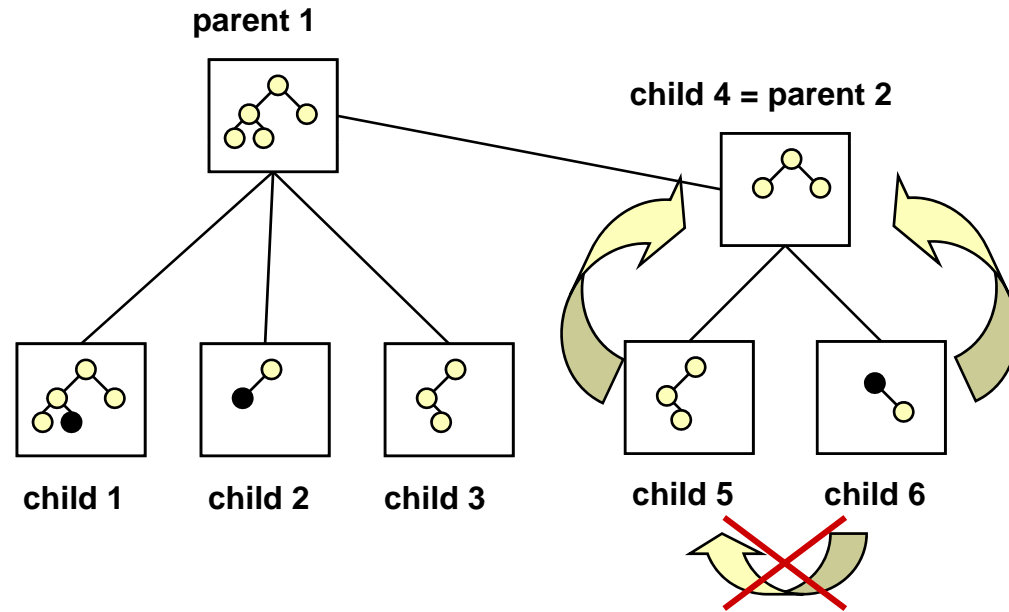 parent 1
child 4 = parent 2
child 1
child 2
child 3
child 5
child 6